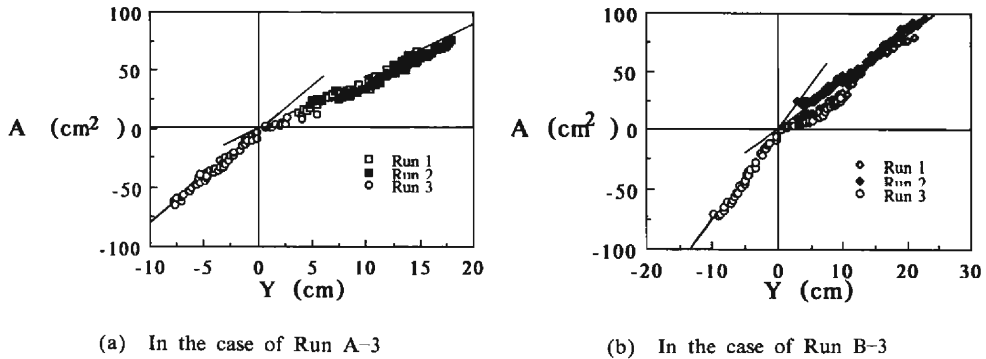 100
50
A (cm2) 0
-50
-100
-10 -5 0 5 10 15 20
Y (cm)
Run 1
Run 2
Run 3
(a) In the case of Run A-3
100
50
A (cm2) 0
-50
-100
-20 -10 0 10 20 30
Y (cm)
Run 1
Run 2
Run 3
(b) In the case of Run B-3